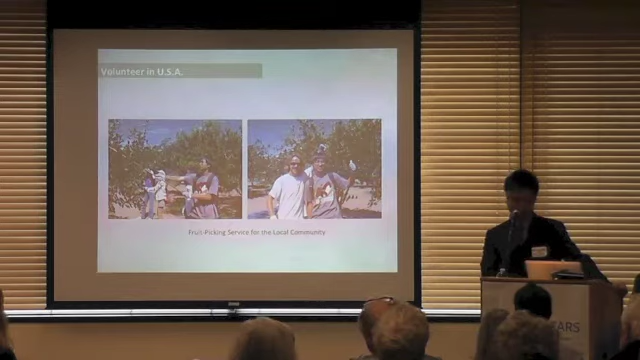 Volunteer in U.S.A.
Fruit-Picking Service for the Local Community